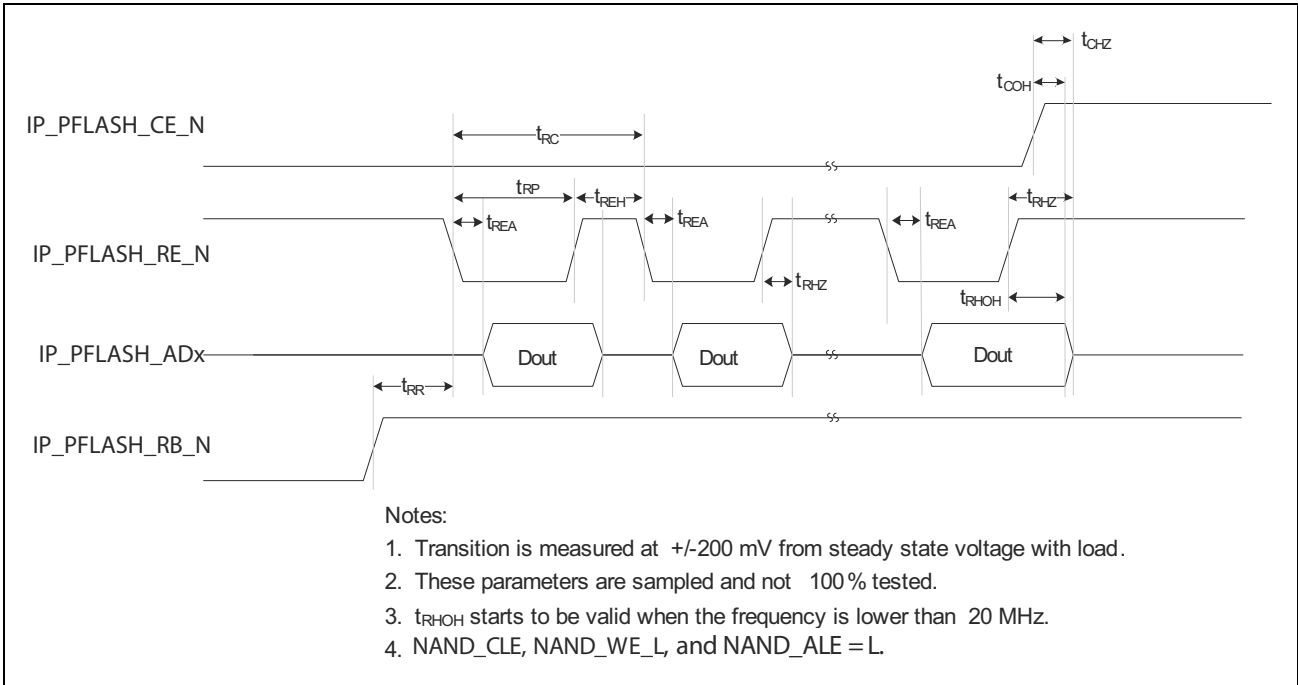 tCHZ
tCOH
IP_PFLASH_CE_N
tRC
tRP
tREH
tRHZ
tREA
tREA
tREA
IP_PFLASH_RE_N
tRHZ
tRHOH
IP_PFLASH_ADx
Dout
Dout
Dout
tRR
IP_PFLASH_RB_N
Notes:
1. Transition is measured at +/-200 mV from steady state voltage with load.
2. These parameters are sampled and not 100% tested.
3. tRHOH starts to be valid when the frequency is lower than 20 MHz.
4. NAND_CLE, NAND_WE_L, and NAND_ALE = L.